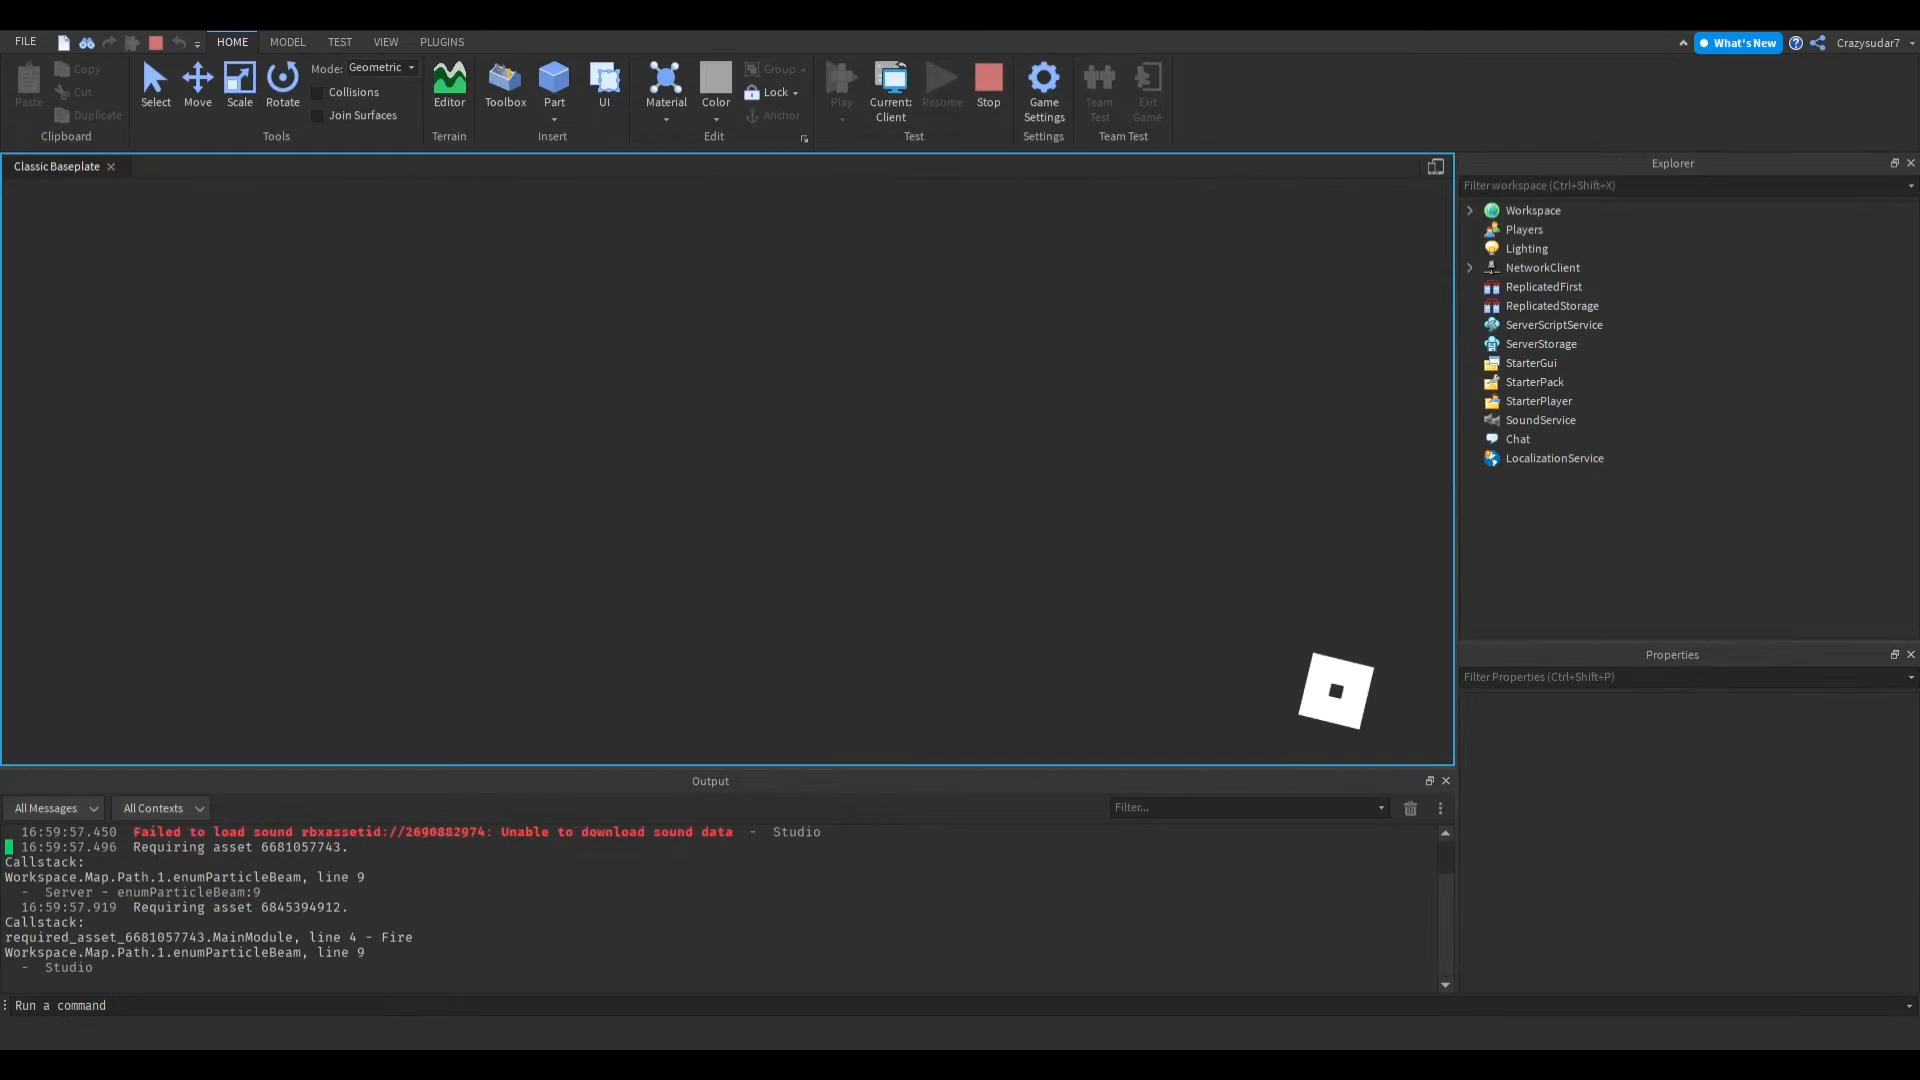 FILE
HOME
MODEL
TEST
VIEW
PLUGINS
What's New
Crazysudar7
Paste
Copy
Cut
Duplicate
Clipboard
Select
Move
Scale
Rotate
Mode: Geometric
Collisions
Join Surfaces
Tools
Editor
Terrain
Toolbox
Part
UI
Insert
Material
Color
Group
Lock
Anchor
Edit
Play
Current:
Client
Resume
Stop
Test
Game
Settings
Settings
Team
Test
Exit
Game
Team Test
Classic Baseplate
Explorer
Filter workspace (Ctrl+Shift+X)
Workspace
Players
Lighting
NetworkClient
ReplicatedFirst
ReplicatedStorage
ServerScriptService
ServerStorage
StarterGui
StarterPack
StarterPlayer
SoundService
Chat
LocalizationService
Properties
Filter Properties (Ctrl+Shift+P)
Output
All Messages
All Contexts
Filter...
16:59:57.450 Failed to load sound rbxassetid://2690882974: Unable to download sound data - Studio
16:59:57.496 Requiring asset 6681057743.
Callstack:
Workspace.Map.Path.1.enumParticleBeam, line 9
- Server - enumParticleBeam:9
16:59:57.919 Requiring asset 6845394912.
Callstack:
required_asset_6681057743.MainModule, line 4 - Fire
Workspace.Map.Path.1.enumParticleBeam, line 9
- Studio
Run a command